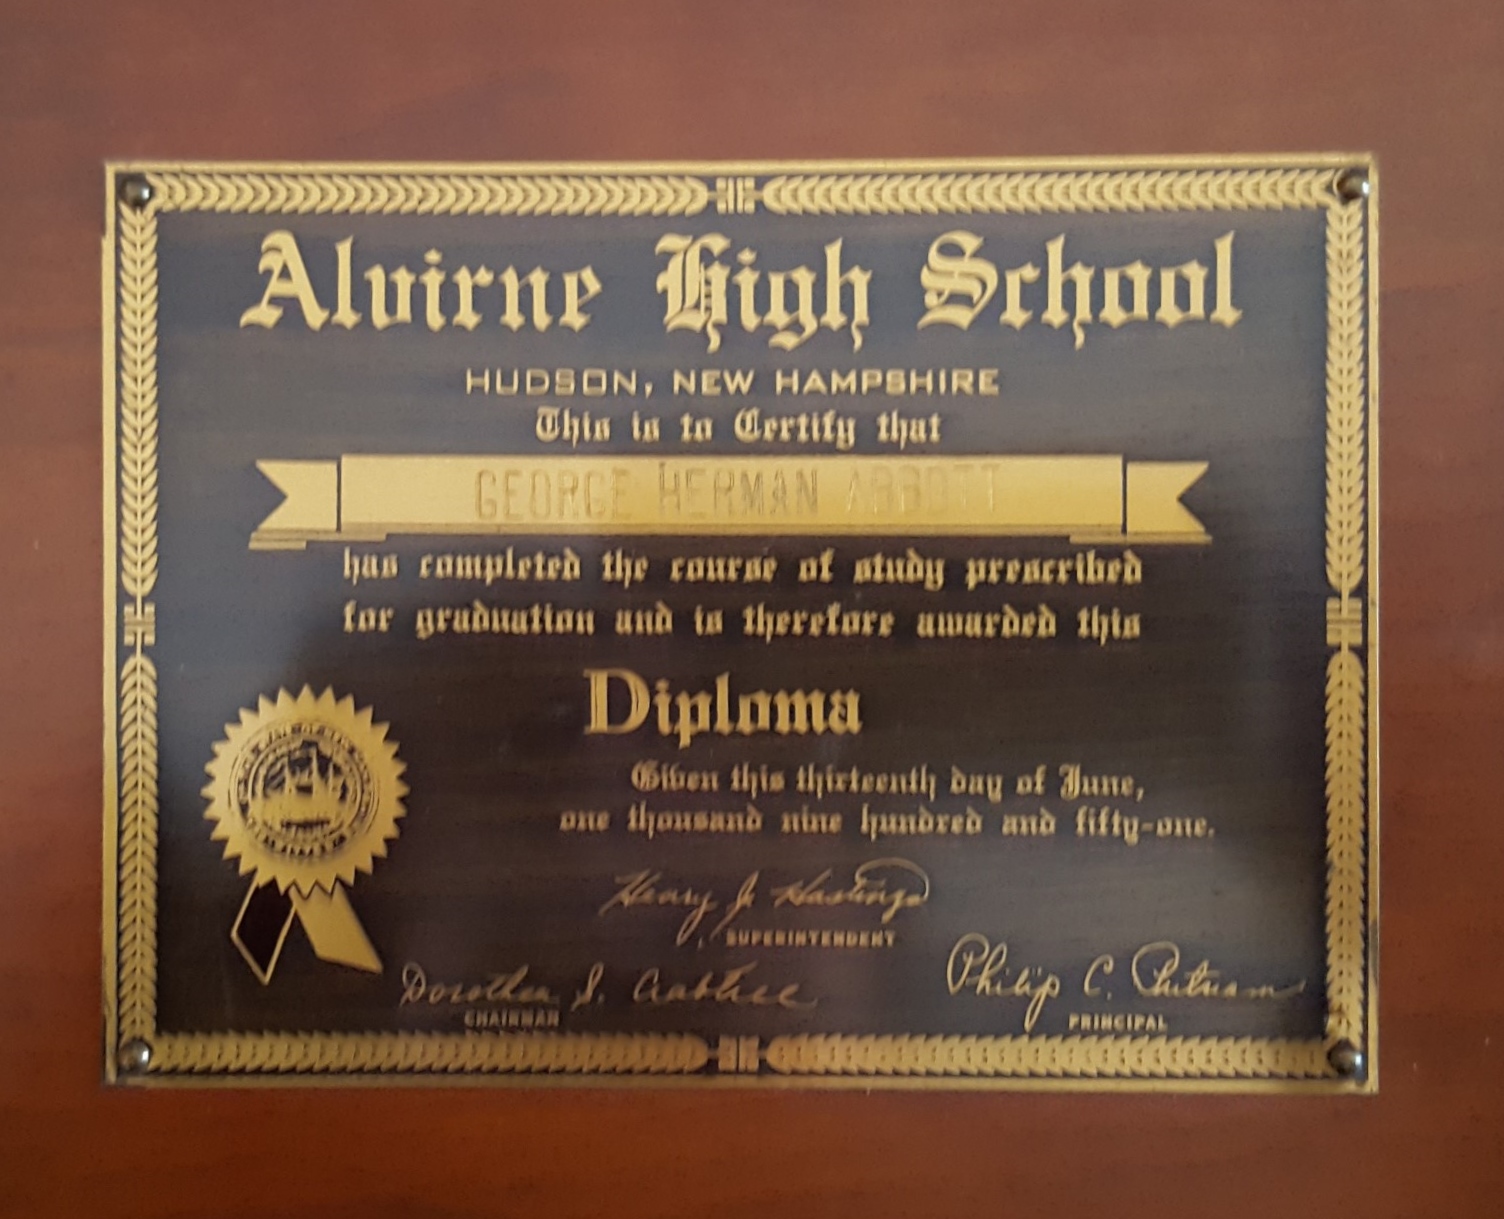 Alvirne High School
HUDSON, NEW HAMPSHIRE
This is to Certify that
GEORGE HERMAN ABBOTT
has completed the course of study prescribed
for graduation and is therefore awarded this
Diploma
Given this thirteenth day of June,
one thousand nine hundred and fifty-one.
Henry J. Hastings
SUPERINTENDENT
Dorothea S. Crabtree
CHAIRMAN
Philip C. Putnam
PRINCIPAL